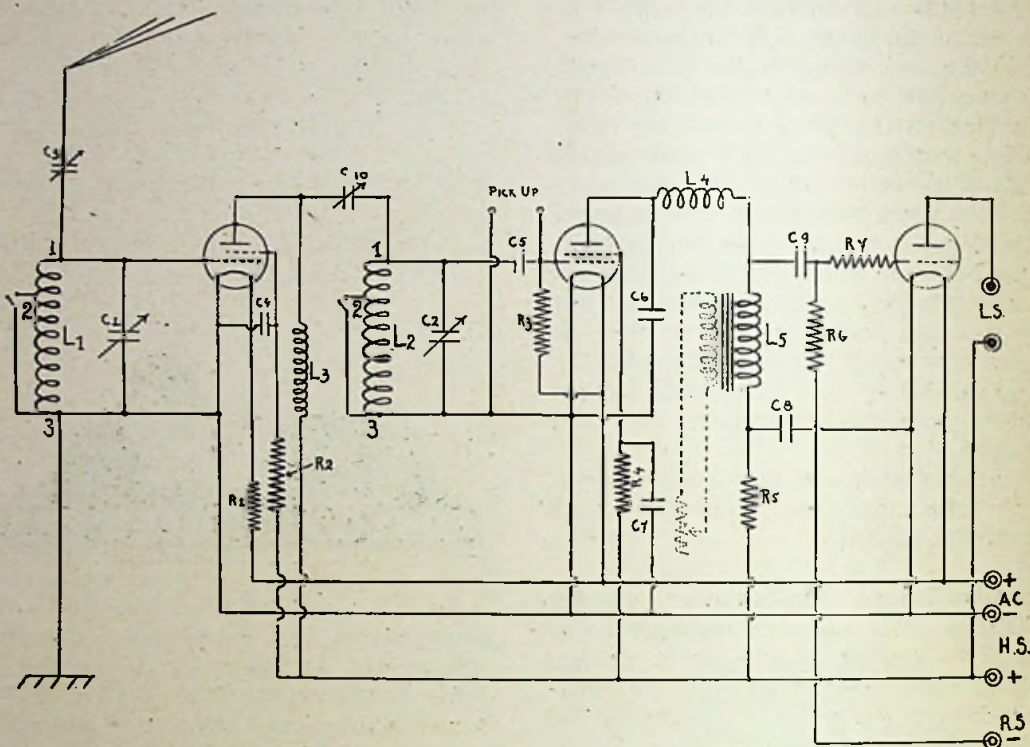 C3
1
2
L1
3
C1
C4
R1
R2
L3
C10
1
2
L2
3
C2
PICK UP
C5
R3
C6
L4
R4
C7
L5
C8
R5
C9
R7
R6
L.S.
+
AC
-
H.S.
+
R.S
-